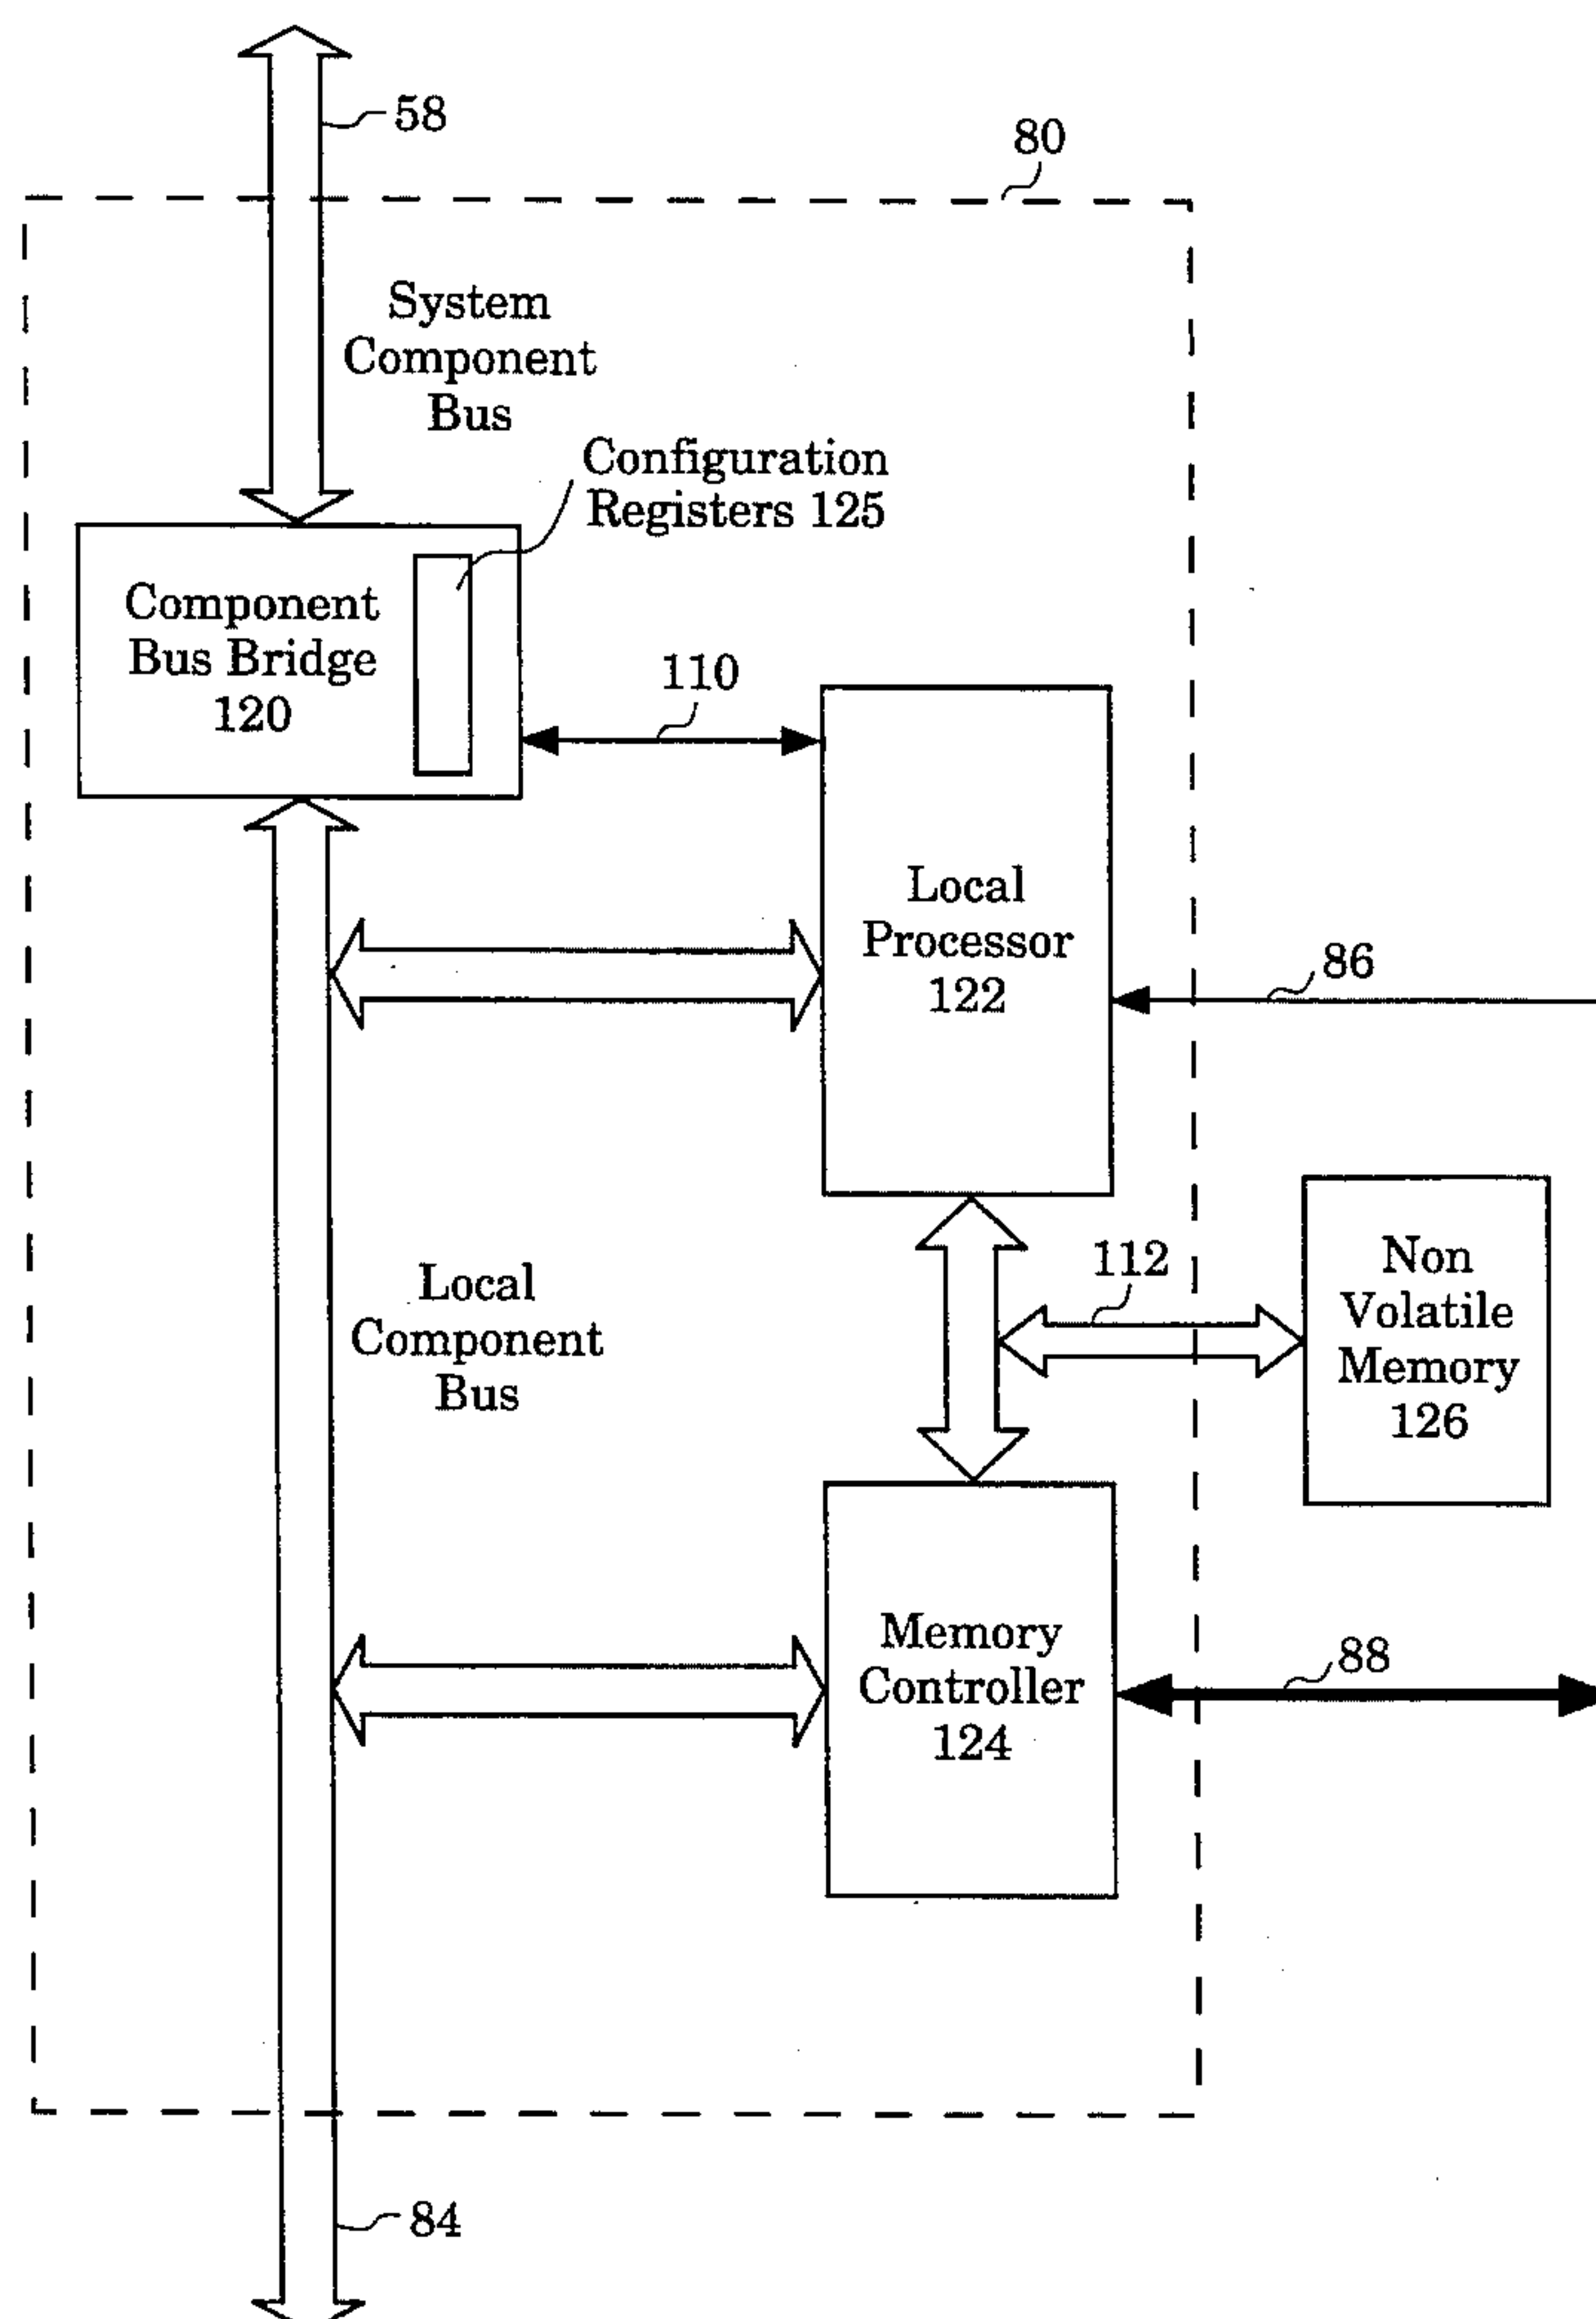 58
80
System
Component
Bus
Configuration
Registers 125
Component
Bus Bridge
120
110
Local
Processor
122
86
112
Non
Volatile
Memory
126
Local
Component
Bus
Memory
Controller
124
88
84